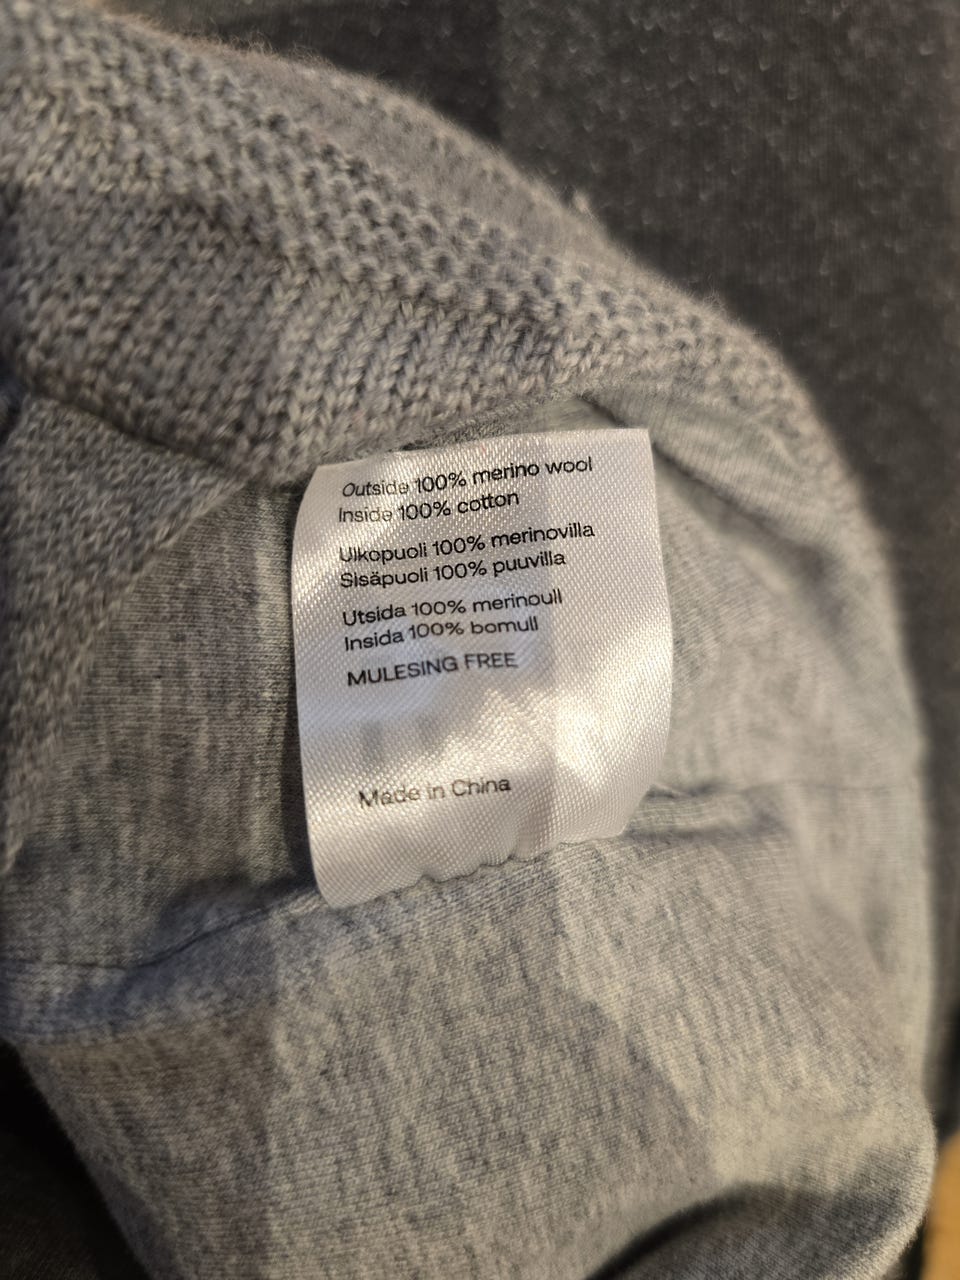 Outside 100% merino wool
Inside 100% cotton
Ulkopuoli 100% merinovilla
Sisäpuoli 100% puuvilla
Utsida 100% merinoull
Insida 100% bomull
MULESING FREE
Made in China